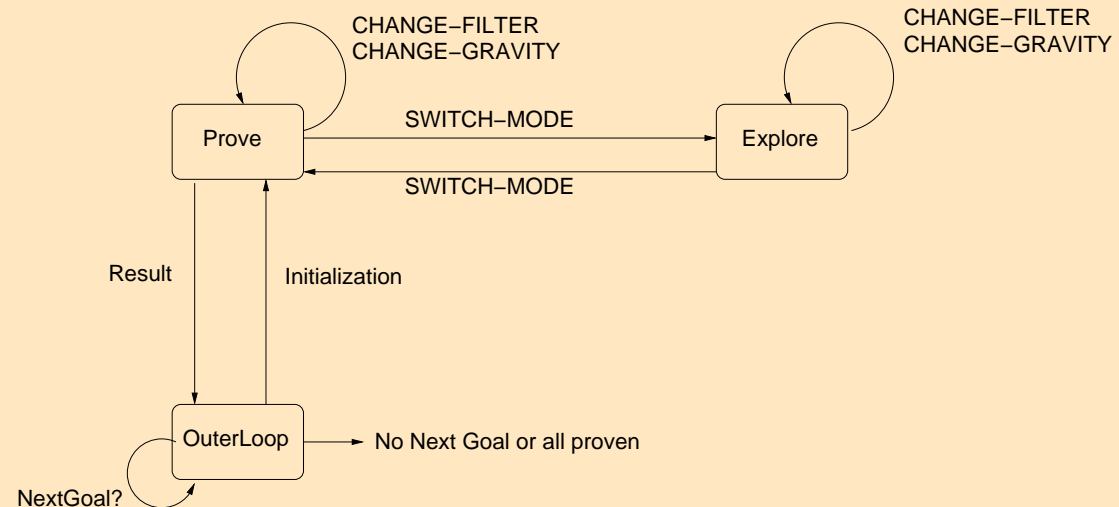 CHANGE−FILTER
CHANGE−GRAVITY
CHANGE−FILTER
CHANGE−GRAVITY
SWITCH−MODE
Prove
Explore
SWITCH−MODE
Result
Initialization
OuterLoop
No Next Goal or all proven
NextGoal?